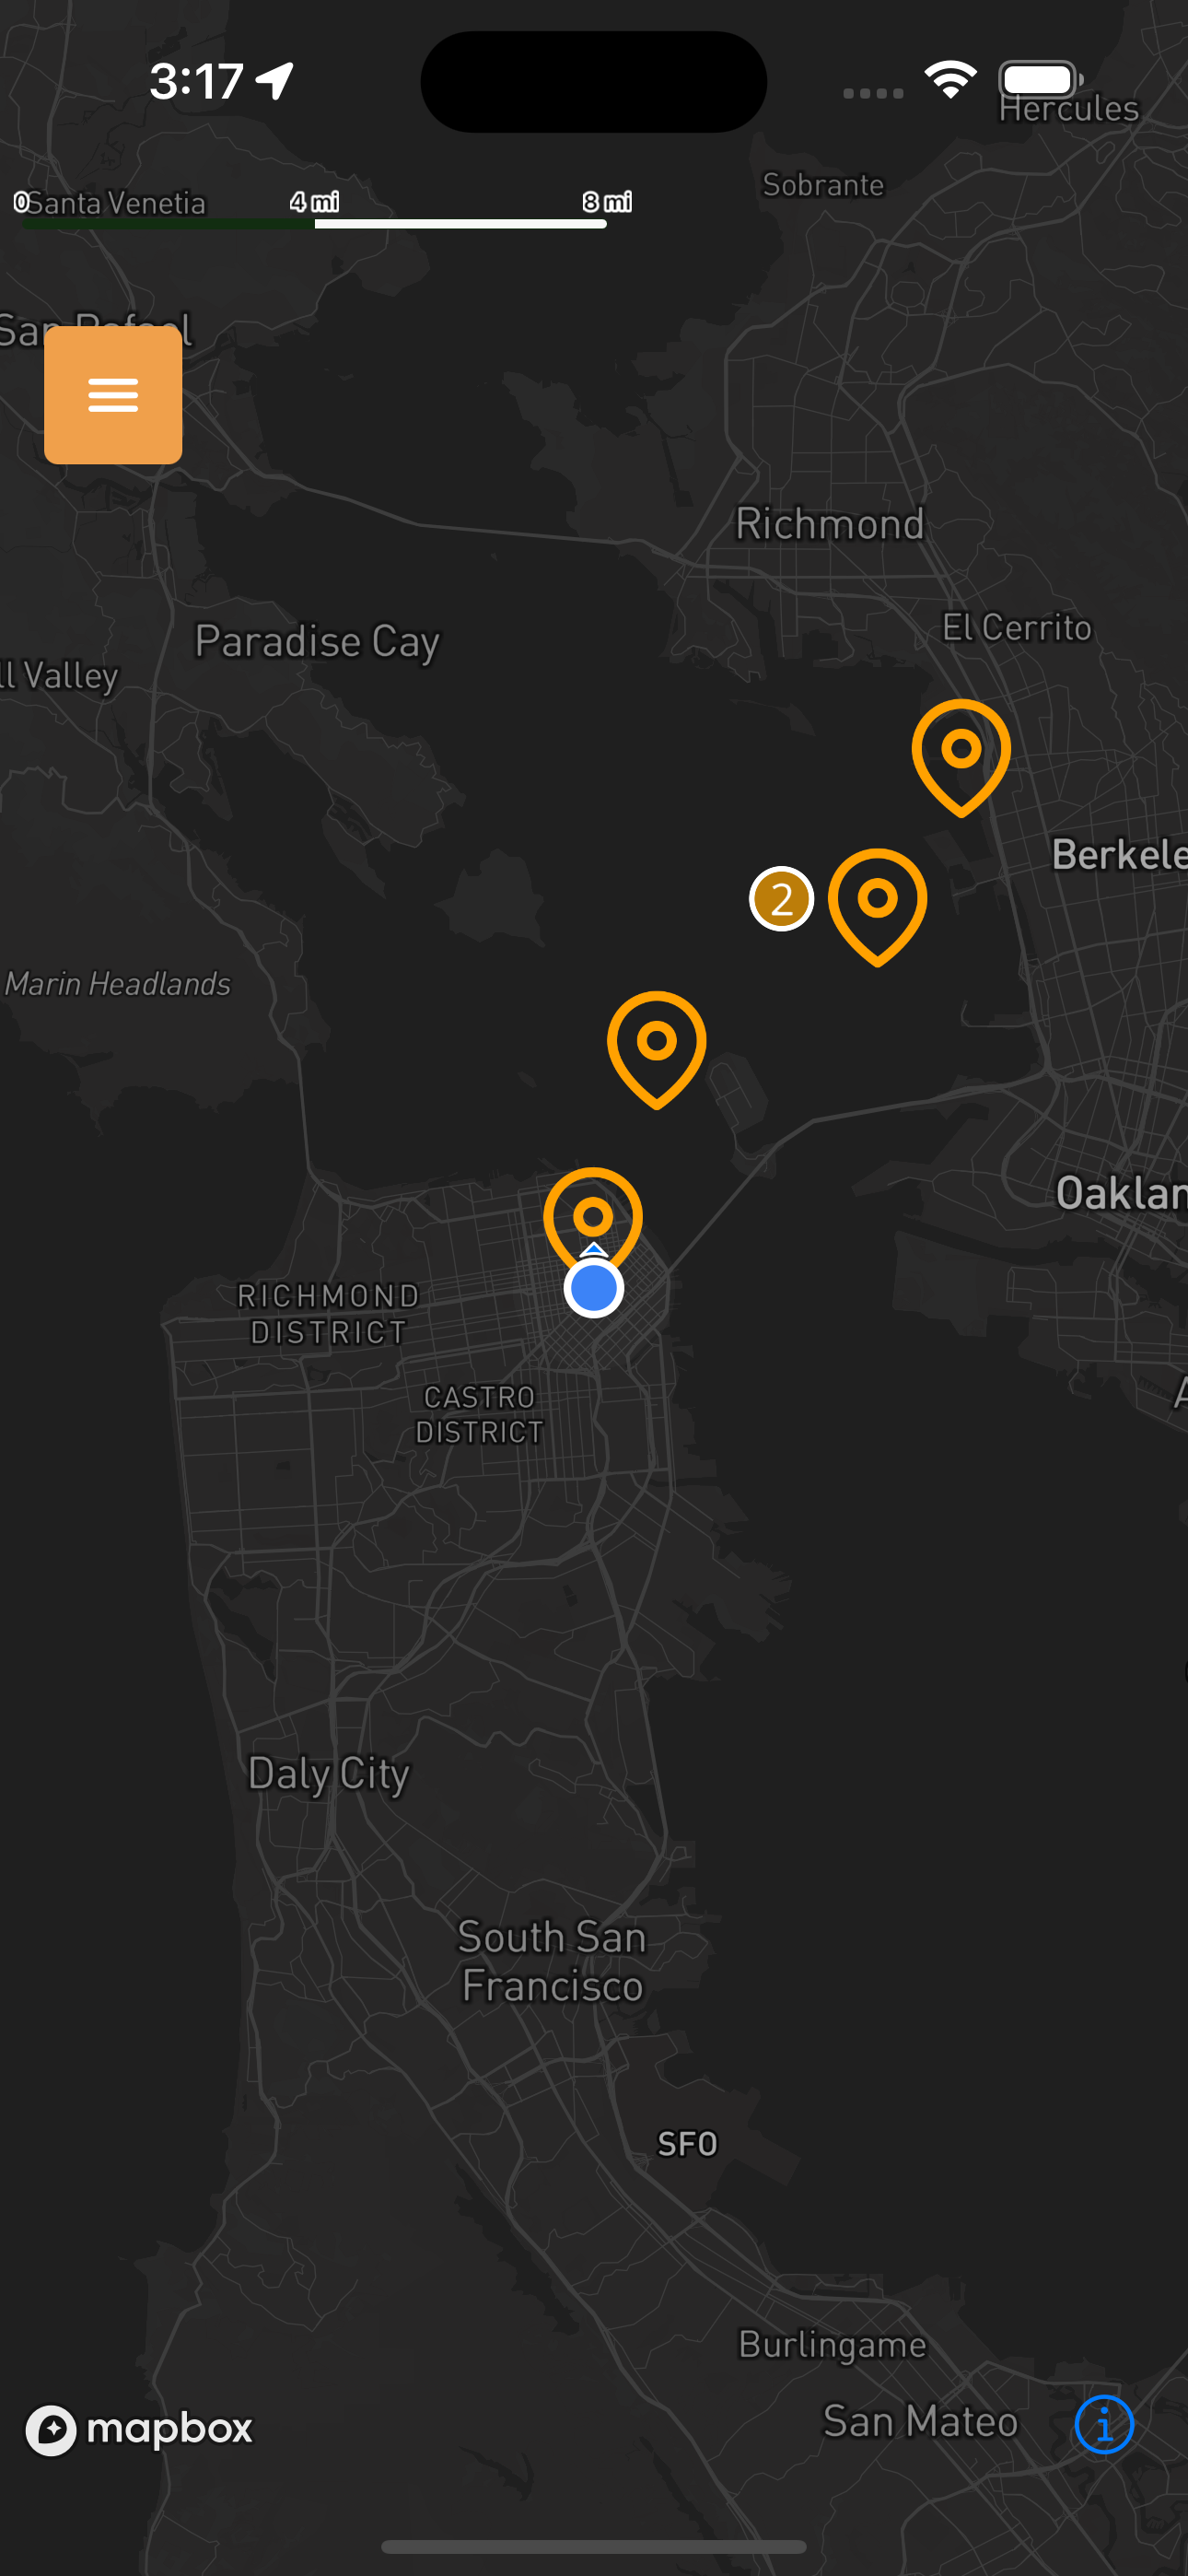 3:17
Hercules
Sobrante
0 4 mi 8 mi
Santa Venetia
San Rafael
Richmond
El Cerrito
Paradise Cay
ll Valley
Berkele
2
Marin Headlands
Oaklan
RICHMOND
DISTRICT
CASTRO
DISTRICT
A
Daly City
South San
Francisco
SFO
Burlingame
San Mateo
mapbox